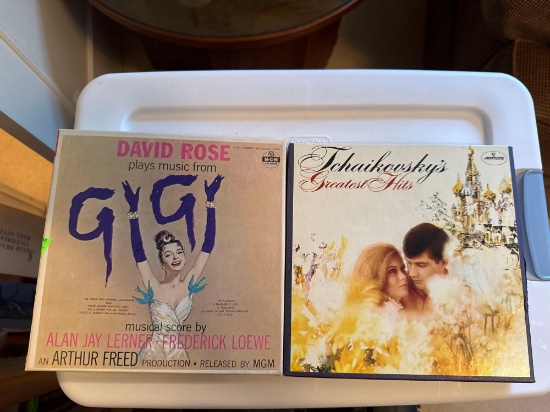 DAVID ROSE
plays music from
GIGI
M-G-M
musical score by
ALAN JAY LERNER · FREDERICK LOEWE
AN ARTHUR FREED PRODUCTION · RELEASED BY MGM
Tchaikovsky's
Greatest Hits
mercury